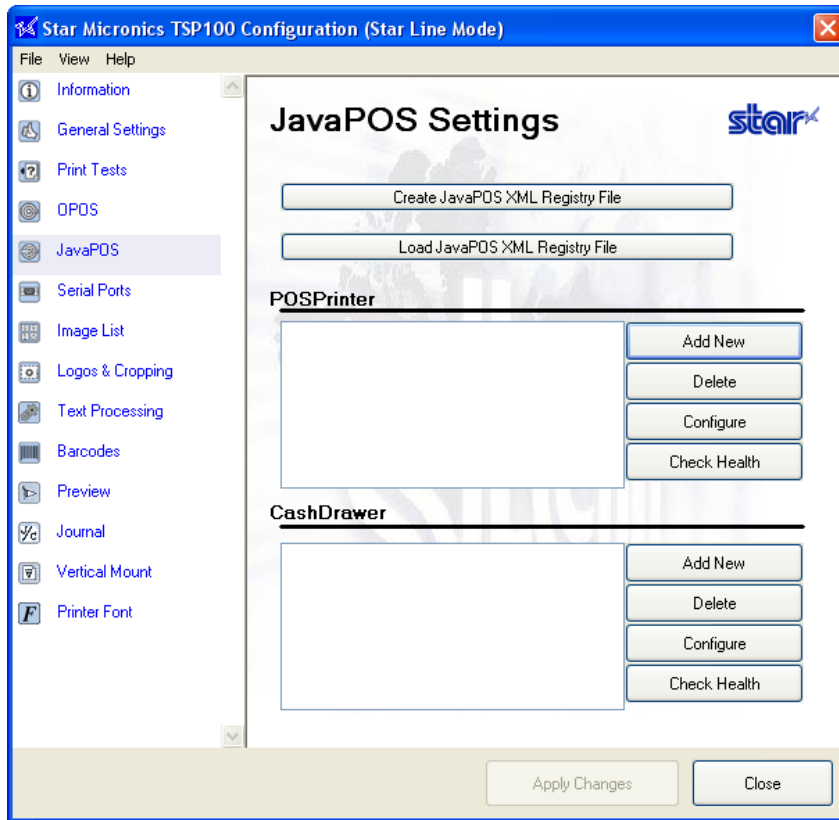 Star Micronics TSP100 Configuration (Star Line Mode)
File View Help
Information
General Settings
Print Tests
OPOS
JavaPOS
Serial Ports
Image List
Logos & Cropping
Text Processing
Barcodes
Preview
Journal
Vertical Mount
Printer Font
JavaPOS Settings
star
Create JavaPOS XML Registry File
Load JavaPOS XML Registry File
POSPrinter
Add New
Delete
Configure
Check Health
CashDrawer
Add New
Delete
Configure
Check Health
Apply Changes
Close